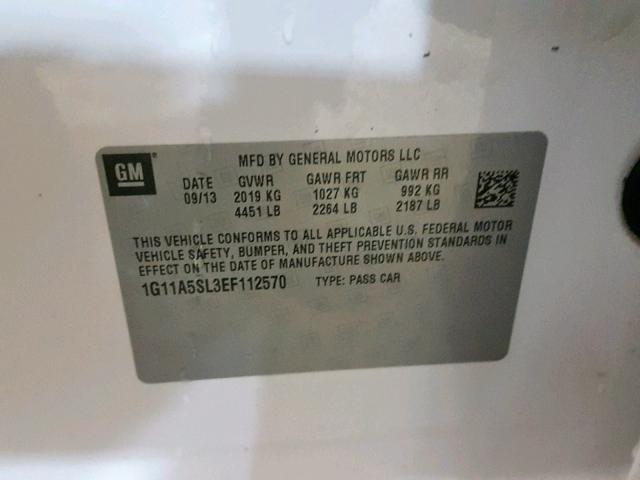 GM
MFD BY GENERAL MOTORS LLC
DATE GVWR GAWR FRT GAWR RR
09/13 2019 KG 1027 KG 992 KG
4451 LB 2264 LB 2187 LB
THIS VEHICLE CONFORMS TO ALL APPLICABLE U.S. FEDERAL MOTOR
VEHICLE SAFETY, BUMPER, AND THEFT PREVENTION STANDARDS IN
EFFECT ON THE DATE OF MANUFACTURE SHOWN ABOVE.
1G11A5SL3EF112570 TYPE: PASS CAR